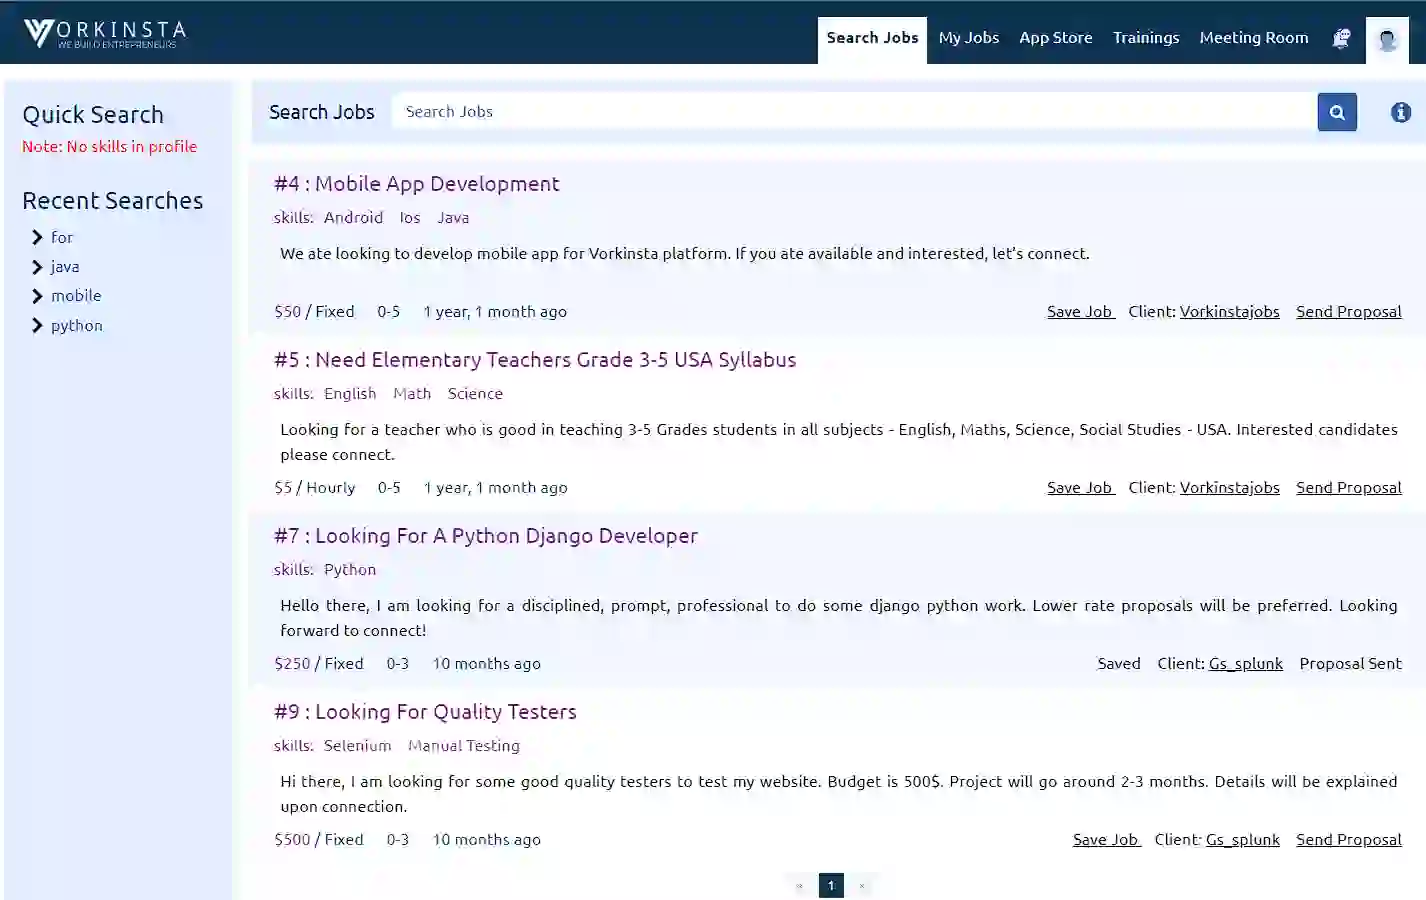 VORKINSTA
WE BUILD ENTREPRENEURS
Search Jobs My Jobs App Store Trainings Meeting Room
Quick Search
Note: No skills in profile
Recent Searches
for
java
mobile
python
Search Jobs Search Jobs
#4 : Mobile App Development
skills: Android Ios Java
We ate looking to develop mobile app for Vorkinsta platform. If you ate available and interested, let's connect.
$50 / Fixed 0-5 1 year, 1 month ago Save Job Client: Vorkinstajobs Send Proposal
#5 : Need Elementary Teachers Grade 3-5 USA Syllabus
skills: English Math Science
Looking for a teacher who is good in teaching 3-5 Grades students in all subjects - English, Maths, Science, Social Studies - USA. Interested candidates
please connect.
$5 / Hourly 0-5 1 year, 1 month ago Save Job Client: Vorkinstajobs Send Proposal
#7 : Looking For A Python Django Developer
skills: Python
Hello there, I am looking for a disciplined, prompt, professional to do some django python work. Lower rate proposals will be preferred. Looking
forward to connect!
$250 / Fixed 0-3 10 months ago Saved Client: Gs_splunk Proposal Sent
#9 : Looking For Quality Testers
skills: Selenium Manual Testing
Hi there, I am looking for some good quality testers to test my website. Budget is 500$. Project will go around 2-3 months. Details will be explained
upon connection.
$500 / Fixed 0-3 10 months ago Save Job Client: Gs_splunk Send Proposal
« 1 »